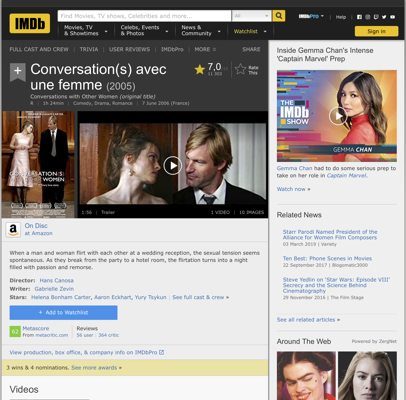 IMDb
Find Movies, TV shows, Celebrities and more...
All
IMDbPro
Help
Movies, TV & Showtimes
Celebs, Events & Photos
News & Community
Watchlist
Sign in
FULL CAST AND CREW | TRIVIA | USER REVIEWS | IMDbPro | MORE
SHARE
Conversation(s) avec une femme (2005)
7,0
Rate This
Conversations with Other Women (original title)
R | 1h 24min | Comedy, Drama, Romance | 7 June 2006 (France)
1:56 | Trailer
1 VIDEO | 10 IMAGES
On Disc
at Amazon
When a man and woman flirt with each other at a wedding reception, the sexual tension seems
spontaneous. As they break from the party to a hotel room, the flirtation turns into a night
filled with passion and remorse.
Director: Hans Canosa
Writer: Gabrielle Zevin
Stars: Helena Bonham Carter, Aaron Eckhart, Yury Tsykun | See full cast & crew »
+ Add to Watchlist
62
Metascore
From metacritic.com
Reviews
56 user | 364 critic
View production, box office, & company info on IMDbPro
3 wins & 4 nominations. See more awards »
Videos
Inside Gemma Chan's Intense
'Captain Marvel' Prep
THE
IMDb
SHOW
GEMMA CHAN
Gemma Chan had to do some serious prep to
take on her role in Captain Marvel.
Watch now »
Related News
Starr Parodi Named President of the
Alliance for Women Film Composers
03 March 2019 | Variety
Ten Best: Phone Scenes in Movies
22 September 2017 | Blogomatic3000
Steve Yedlin on 'Star Wars: Episode VIII'
Secrecy and the Science Behind
Cinematography
29 November 2016 | The Film Stage
See all related articles »
Around The Web
Powered by ZergNet